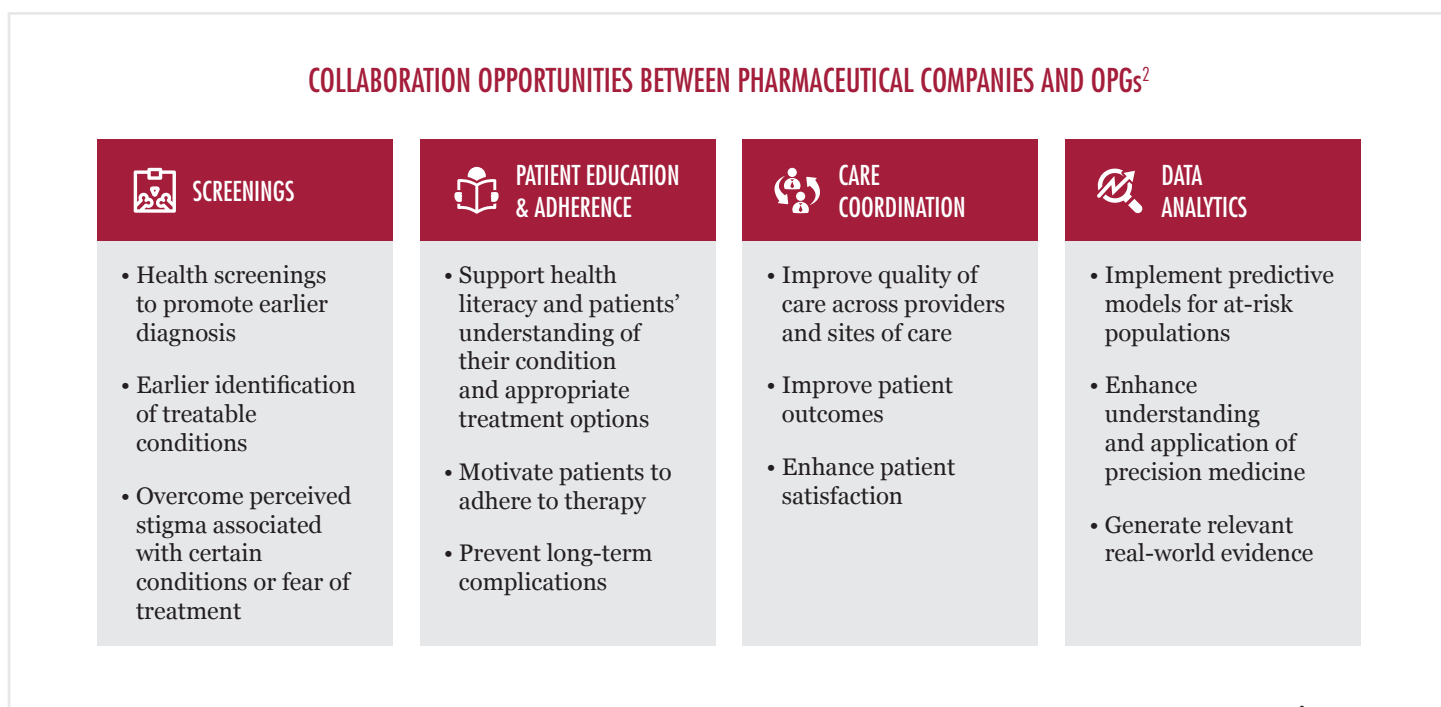 COLLABORATION OPPORTUNITIES BETWEEN PHARMACEUTICAL COMPANIES AND OPGs²
SCREENINGS
• Health screenings
to promote earlier
diagnosis
• Earlier identification
of treatable
conditions
• Overcome perceived
stigma associated
with certain
conditions or fear of
treatment
PATIENT EDUCATION
& ADHERENCE
• Support health
literacy and patients’
understanding of
their condition
and appropriate
treatment options
• Motivate patients to
adhere to therapy
• Prevent long-term
complications
CARE
COORDINATION
• Improve quality of
care across providers
and sites of care
• Improve patient
outcomes
• Enhance patient
satisfaction
DATA
ANALYTICS
• Implement predictive
models for at-risk
populations
• Enhance
understanding
and application of
precision medicine
• Generate relevant
real-world evidence